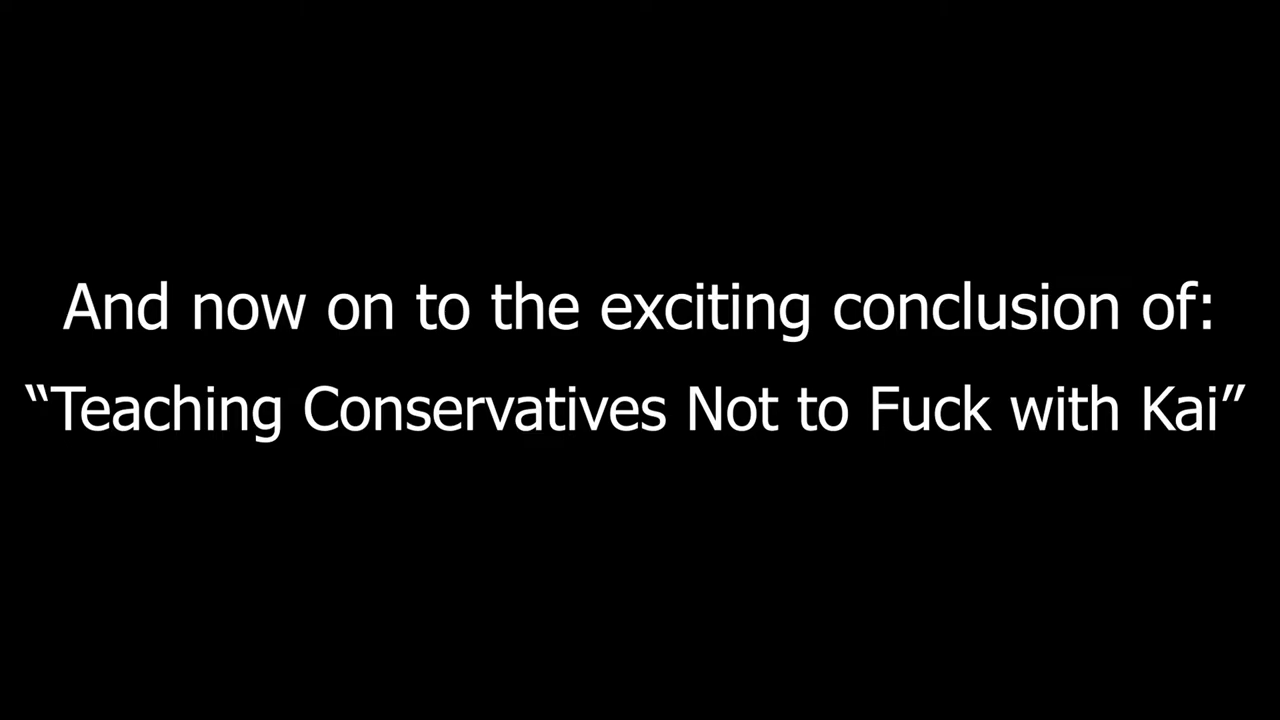 And now on to the exciting conclusion of:
“Teaching Conservatives Not to Fuck with Kai”